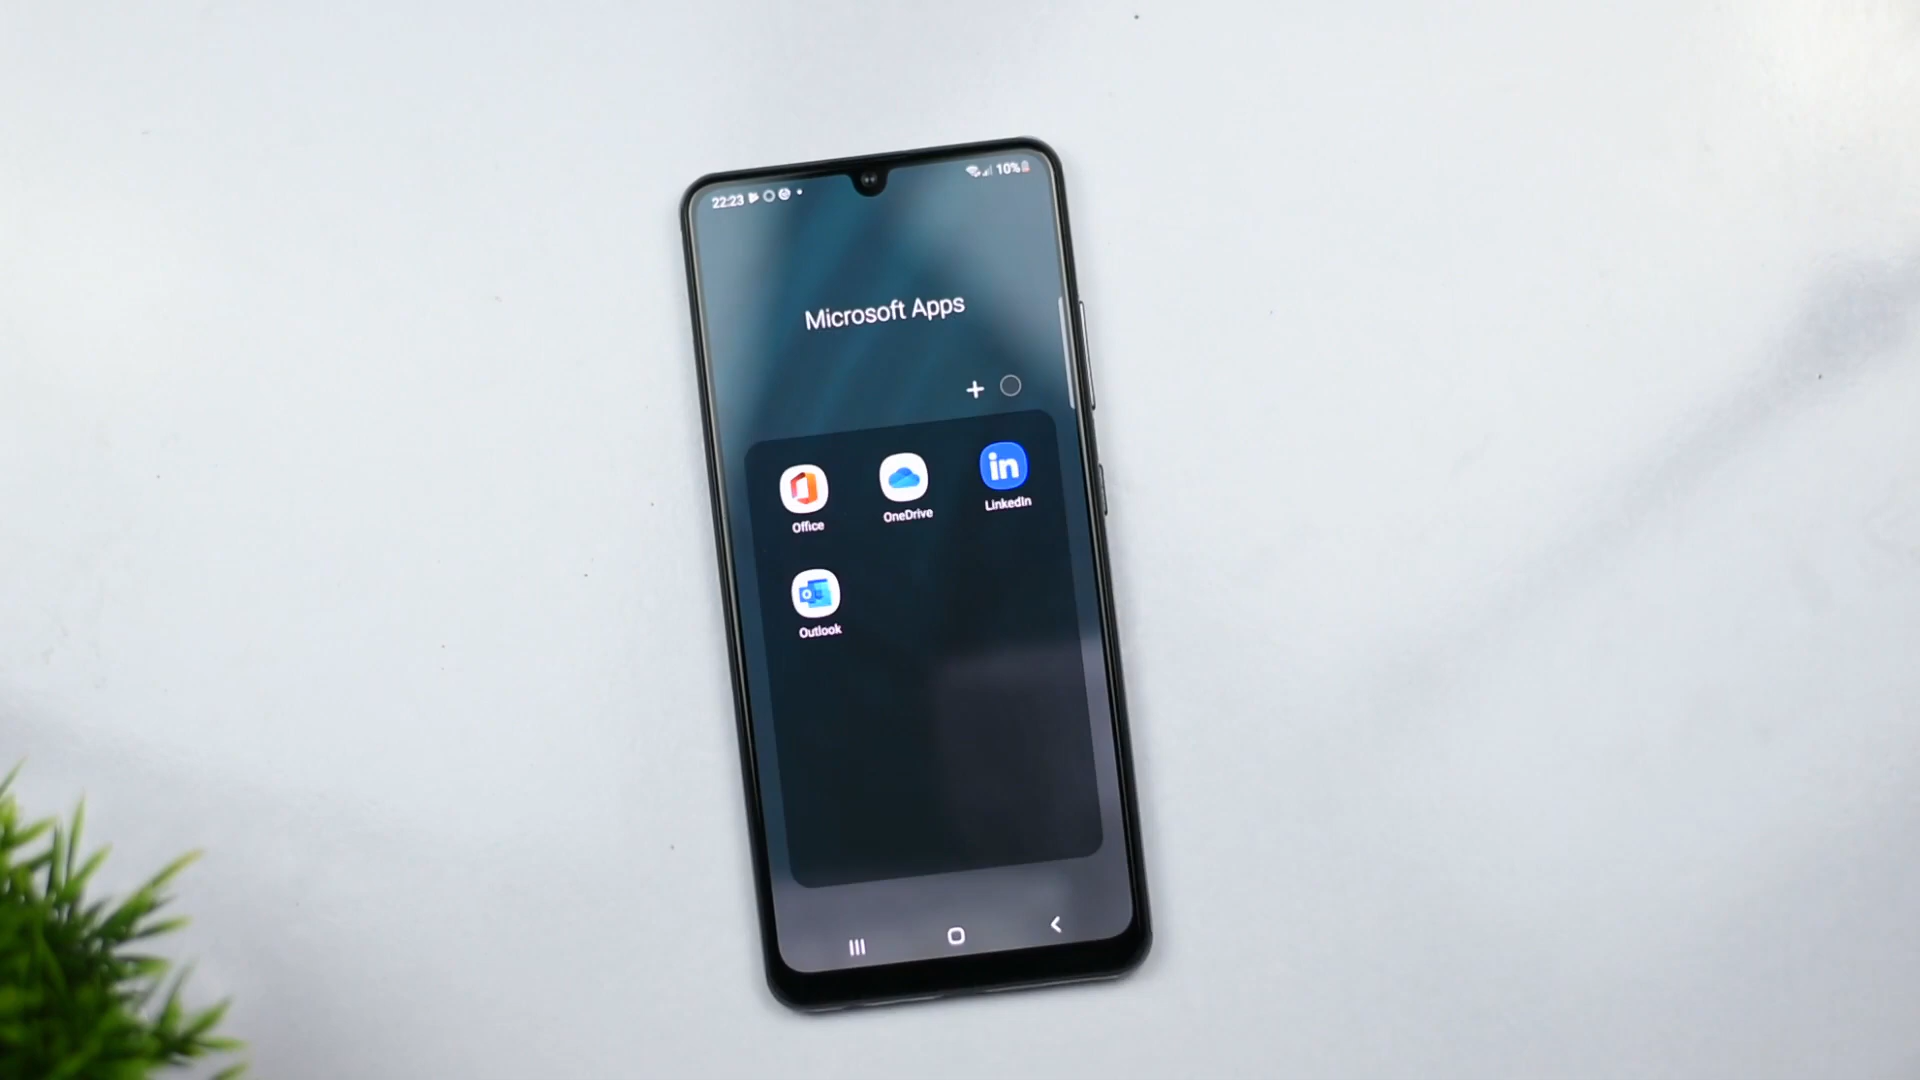 22:23
10%
Microsoft Apps
in
Office
OneDrive
LinkedIn
O
Outlook